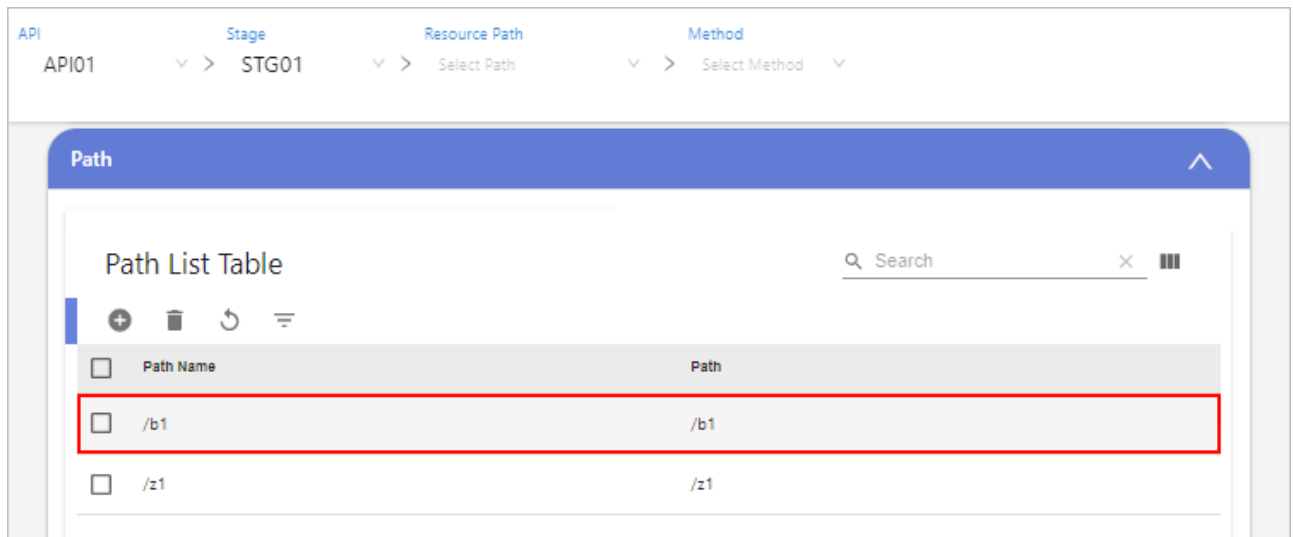 API Stage Resource Path Method
API01 > STG01 > Select Path > Select Method
Path
Path List Table
Search
Path Name Path
/b1 /b1
/z1 /z1